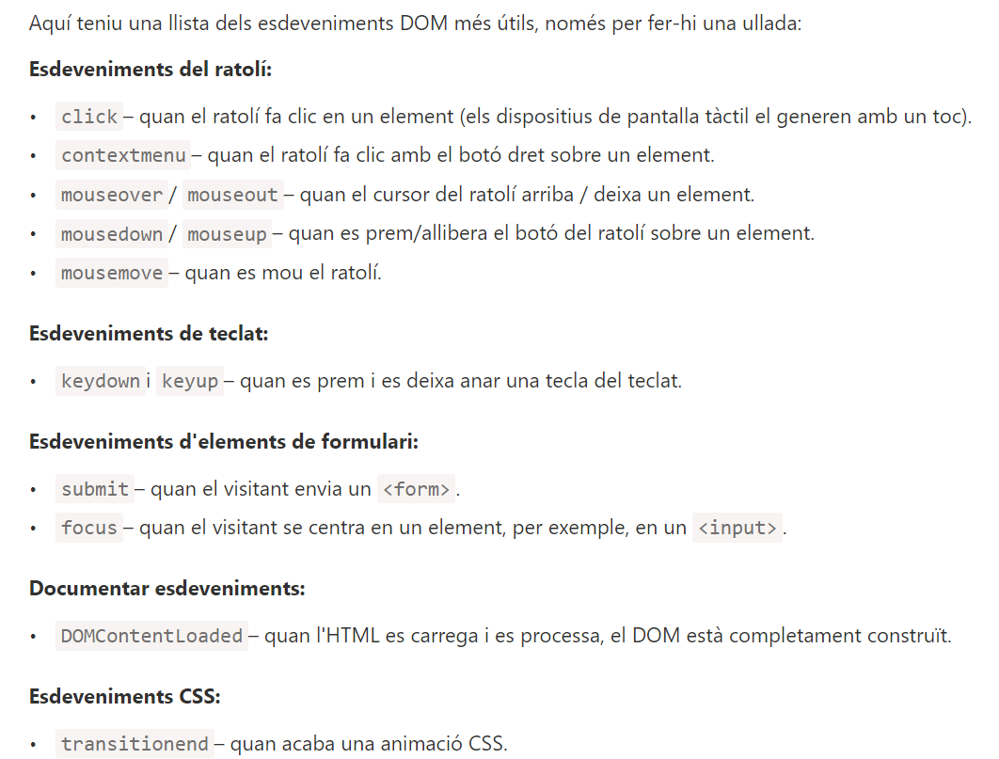 Aquí teniu una llista dels esdeveniments DOM més útils, només per fer-hi una ullada:
Esdeveniments del ratolí:
• click – quan el ratolí fa clic en un element (els dispositius de pantalla tàctil el generen amb un toc).
• contextmenu – quan el ratolí fa clic amb el botó dret sobre un element.
• mouseover / mouseout – quan el cursor del ratolí arriba / deixa un element.
• mousedown / mouseup – quan es prem/allibera el botó del ratolí sobre un element.
• mousemove – quan es mou el ratolí.
Esdeveniments de teclat:
• keydown i keyup – quan es prem i es deixa anar una tecla del teclat.
Esdeveniments d'elements de formulari:
• submit – quan el visitant envia un <form>.
• focus – quan el visitant se centra en un element, per exemple, en un <input>.
Documentar esdeveniments:
• DOMContentLoaded – quan l'HTML es carrega i es processa, el DOM està completament construït.
Esdeveniments CSS:
• transitionend – quan acaba una animació CSS.